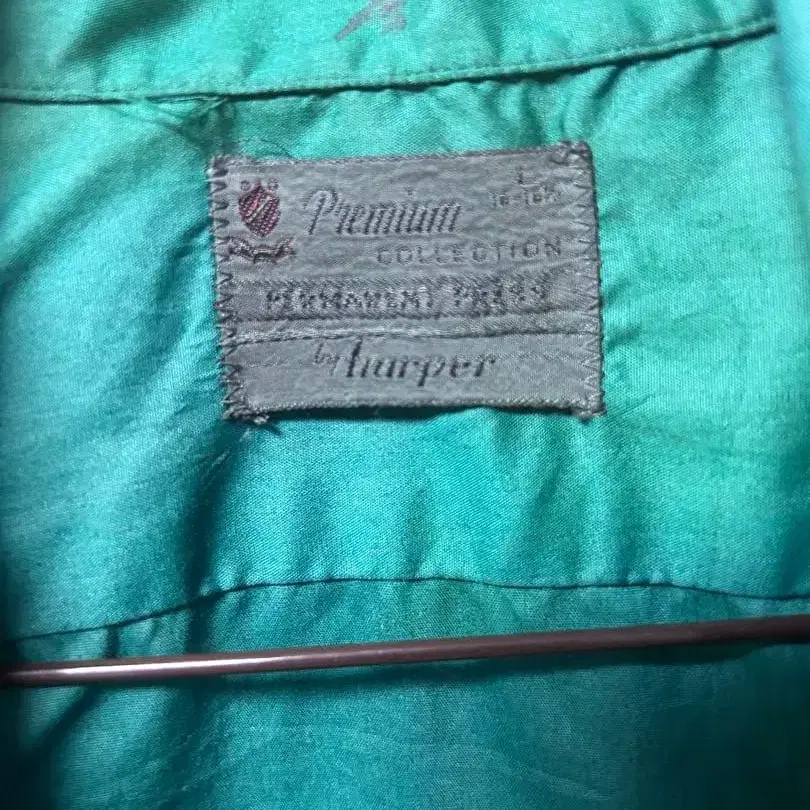 L
16-16½
Premium
COLLECTION
PERMANENT PRESS
by harper